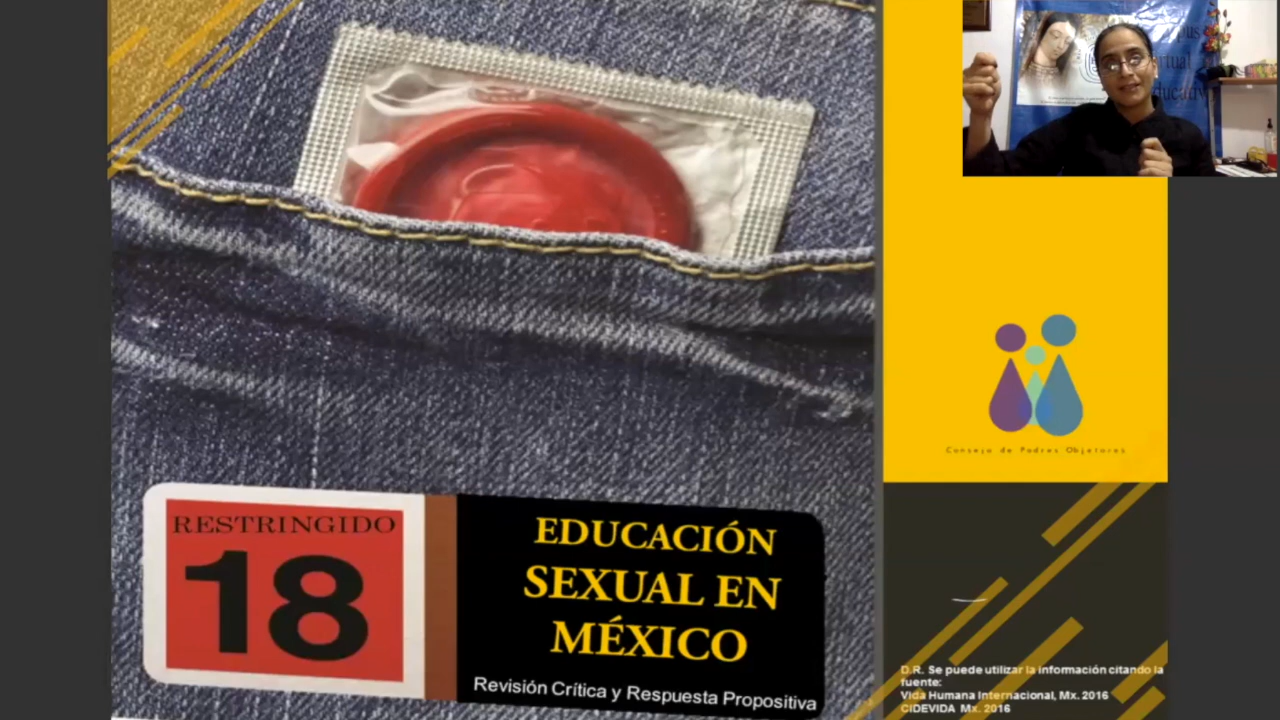 RESTRINGIDO
18
EDUCACIÓN
SEXUAL EN
MÉXICO
Revisión Crítica y Respuesta Propositiva
Consejo de Padres Objetores
D.R. Se puede utilizar la información citando la
fuente:
Vida Humana Internacional, Mx. 2016
CIDEVIDA Mx. 2016